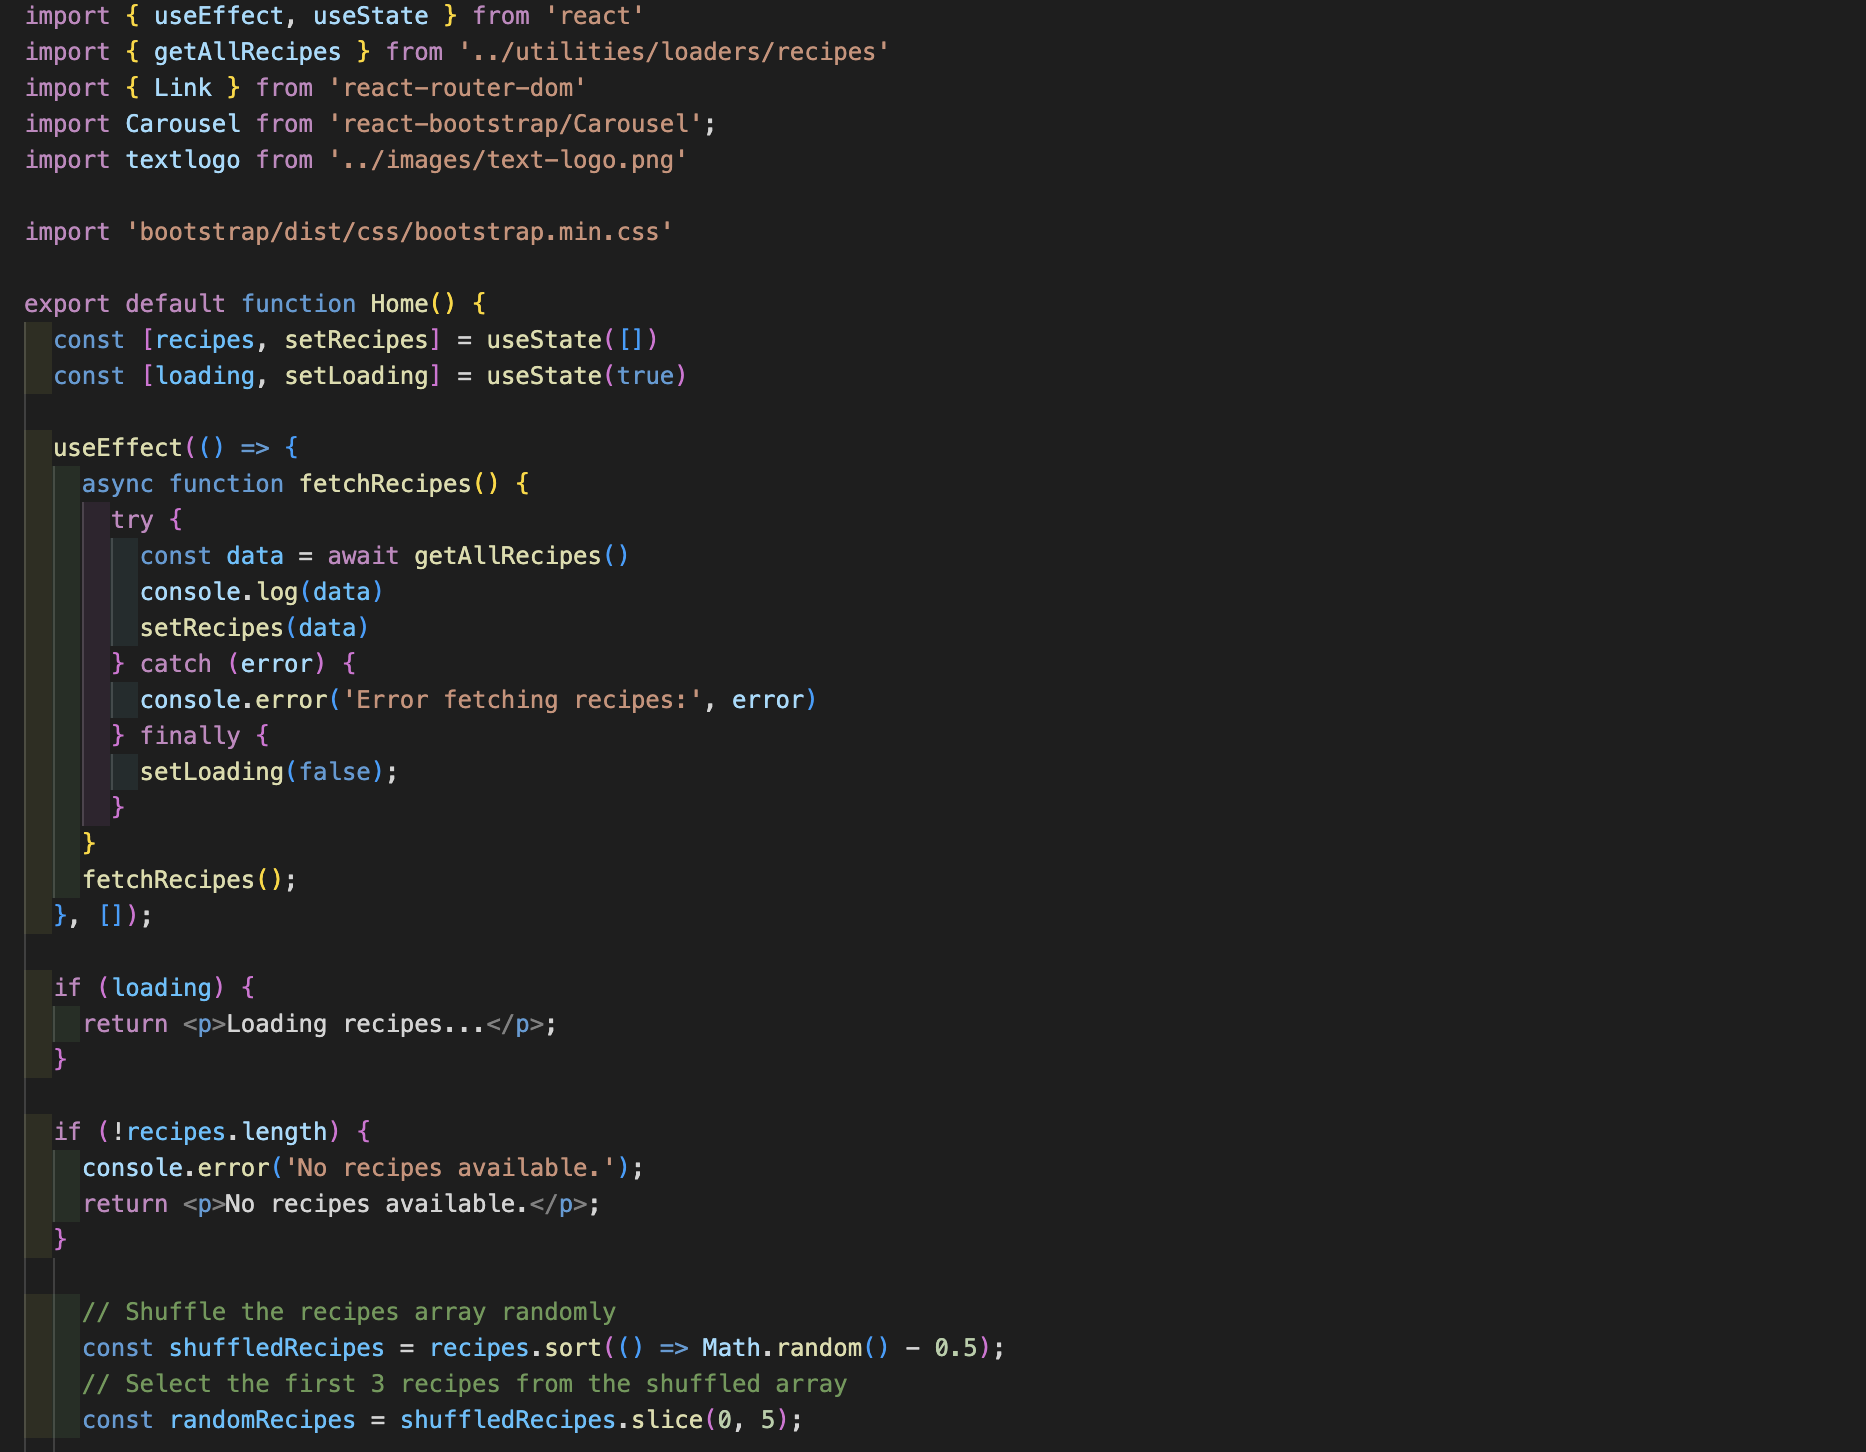 import { useEffect, useState } from 'react'
import { getAllRecipes } from '../utilities/loaders/recipes'
import { Link } from 'react-router-dom'
import Carousel from 'react-bootstrap/Carousel';
import textlogo from '../images/text-logo.png'
import 'bootstrap/dist/css/bootstrap.min.css'
export default function Home() {
const [recipes, setRecipes] = useState([])
const [loading, setLoading] = useState(true)
useEffect(() => {
async function fetchRecipes() {
try {
const data = await getAllRecipes()
console.log(data)
setRecipes(data)
} catch (error) {
console.error('Error fetching recipes:', error)
} finally {
setLoading(false);
}
}
fetchRecipes();
}, []);
if (loading) {
return <p>Loading recipes...</p>;
}
if (!recipes.length) {
console.error('No recipes available.');
return <p>No recipes available.</p>;
}
// Shuffle the recipes array randomly
const shuffledRecipes = recipes.sort(() => Math.random() - 0.5);
// Select the first 3 recipes from the shuffled array
const randomRecipes = shuffledRecipes.slice(0, 5);